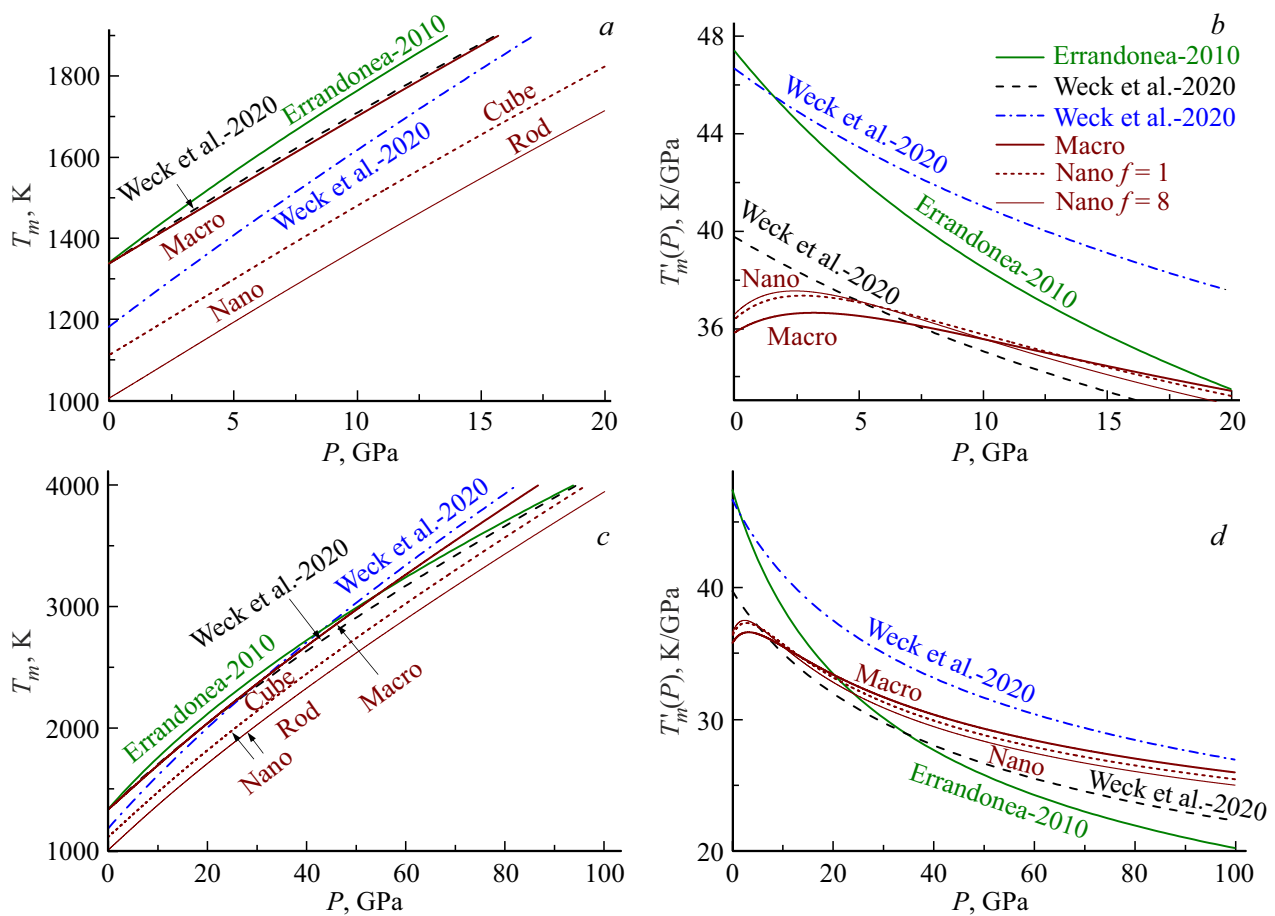 a
1800
1600
1400
1200
1000
T_m, K
Errandonea-2010
Weck et al.-2020
Macro
Weck et al.-2020
Cube
Rod
Nano
0
5
10
15
20
P, GPa
b
48
44
40
36
T'_m(P), K/GPa
Errandonea-2010
Weck et al.-2020
Weck et al.-2020
Macro
Nano f = 1
Nano f = 8
Weck et al.-2020
Errandonea-2010
Weck et al.-2020
Nano
Macro
0
5
10
15
20
P, GPa
c
4000
3000
2000
1000
T_m, K
Weck et al.-2020
Weck et al.-2020
Errandonea-2010
Cube
Rod
Macro
Nano
0
20
40
60
80
100
P, GPa
d
40
30
20
T'_m(P), K/GPa
Weck et al.-2020
Macro
Nano
Weck et al.-2020
Errandonea-2010
0
20
40
60
80
100
P, GPa